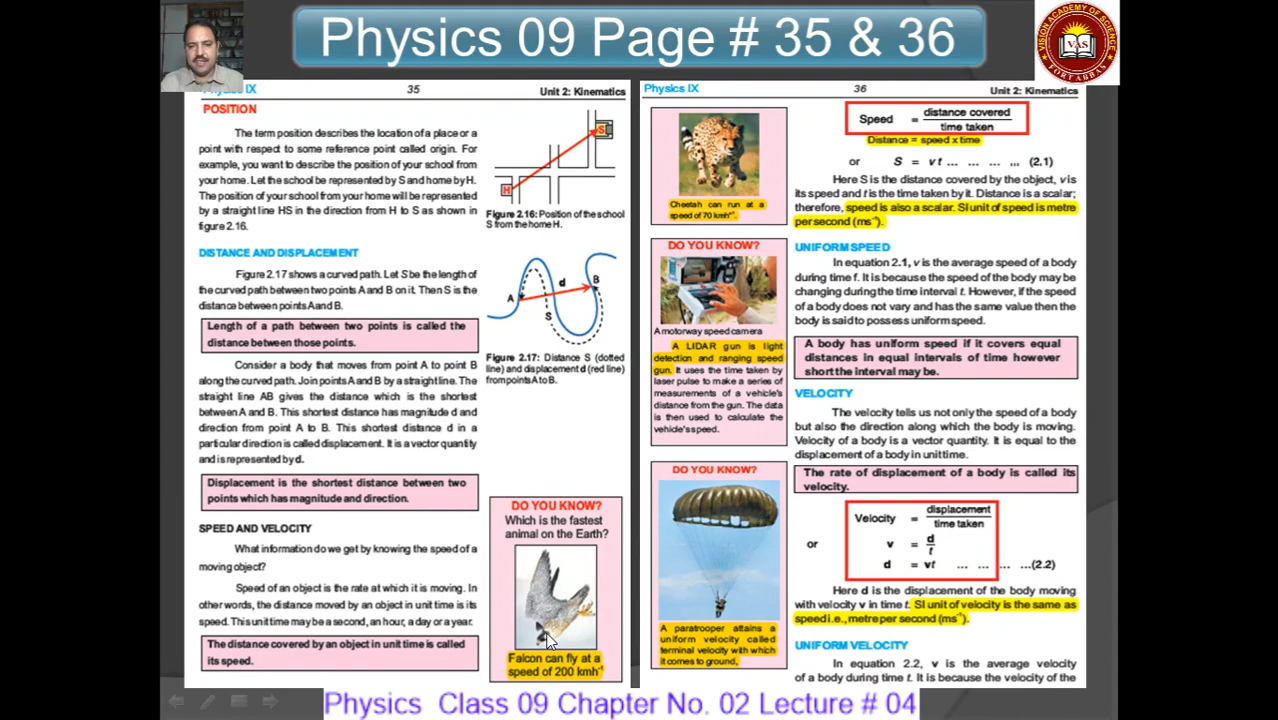 Physics 09 Page # 35 & 36
VISION ACADEMY OF SCIENCE
VAS
FORTABBAS
Physics IX 35 Unit 2: Kinematics
POSITION
The term position describes the location of a place or a
point with respect to some reference point called origin. For
example, you want to describe the position of your school from
your home. Let the school be represented by S and home by H.
The position of your school from your home will be represented
by a straight line HS in the direction from H to S as shown in
figure 2.16.
S
H
Figure 2.16: Position of the school
S from the home H.
DISTANCE AND DISPLACEMENT
Figure 2.17 shows a curved path. Let S be the length of
the curved path between two points A and B on it. Then S is the
distance between points A and B.
Length of a path between two points is called the
distance between those points.
A
d
B
S
Figure 2.17: Distance S (dotted
line) and displacement d (red line)
from points A to B.
Consider a body that moves from point A to point B
along the curved path. Join points A and B by a straight line. The
straight line AB gives the distance which is the shortest
between A and B. This shortest distance has magnitude d and
direction from point A to B. This shortest distance d in a
particular direction is called displacement. It is a vector quantity
and is represented by d.
Displacement is the shortest distance between two
points which has magnitude and direction.
SPEED AND VELOCITY
What information do we get by knowing the speed of a
moving object?
Speed of an object is the rate at which it is moving. In
other words, the distance moved by an object in unit time is its
speed. This unit time may be a second, an hour, a day or a year.
The distance covered by an object in unit time is called
its speed.
DO YOU KNOW?
Which is the fastest
animal on the Earth?
Falcon can fly at a
speed of 200 kmh⁻¹
Physics IX 36 Unit 2: Kinematics
Cheetah can run at a
speed of 70 kmh⁻¹.
DO YOU KNOW?
A motorway speed camera
A LIDAR gun is light
detection and ranging speed
gun. It uses the time taken by
laser pulse to make a series of
measurements of a vehicle's
distance from the gun. The data
is then used to calculate the
vehicle's speed.
DO YOU KNOW?
A paratrooper attains a
uniform velocity called
terminal velocity with which
it comes to ground,
Speed = distance covered
time taken
Distance = speed x time
or S = v t ... ... ... ... (2.1)
Here S is the distance covered by the object, v is
its speed and t is the time taken by it. Distance is a scalar;
therefore, speed is also a scalar. SI unit of speed is metre
per second (ms⁻¹).
UNIFORM SPEED
In equation 2.1, v is the average speed of a body
during time t. It is because the speed of the body may be
changing during the time interval t. However, if the speed
of a body does not vary and has the same value then the
body is said to possess uniform speed.
A body has uniform speed if it covers equal
distances in equal intervals of time however
short the interval may be.
VELOCITY
The velocity tells us not only the speed of a body
but also the direction along which the body is moving.
Velocity of a body is a vector quantity. It is equal to the
displacement of a body in unit time.
The rate of displacement of a body is called its
velocity.
Velocity = displacement
time taken
or v = d
t
d = vt ... ... ... ...(2.2)
Here d is the displacement of the body moving
with velocity v in time t. SI unit of velocity is the same as
speed i.e., metre per second (ms⁻¹).
UNIFORM VELOCITY
In equation 2.2, v is the average velocity
of a body during time t. It is because the velocity of the
Physics Class 09 Chapter No. 02 Lecture # 04